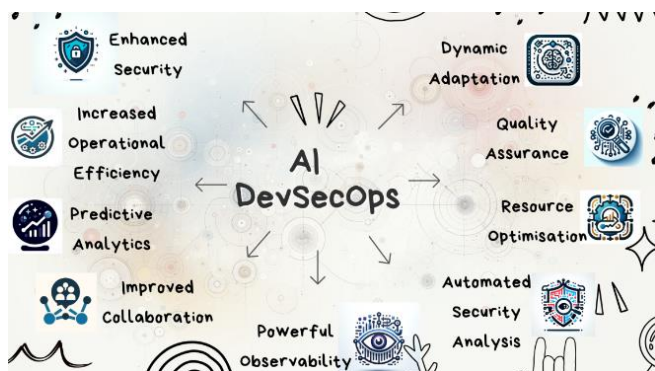 Enhanced
Security
Dynamic
Adaptation
Increased
Operational
Efficiency
Quality
Assurance
AI
DevSecOps
Predictive
Analytics
Resource
Optimisation
Improved
Collaboration
Automated
Security
Analysis
Powerful
Observability